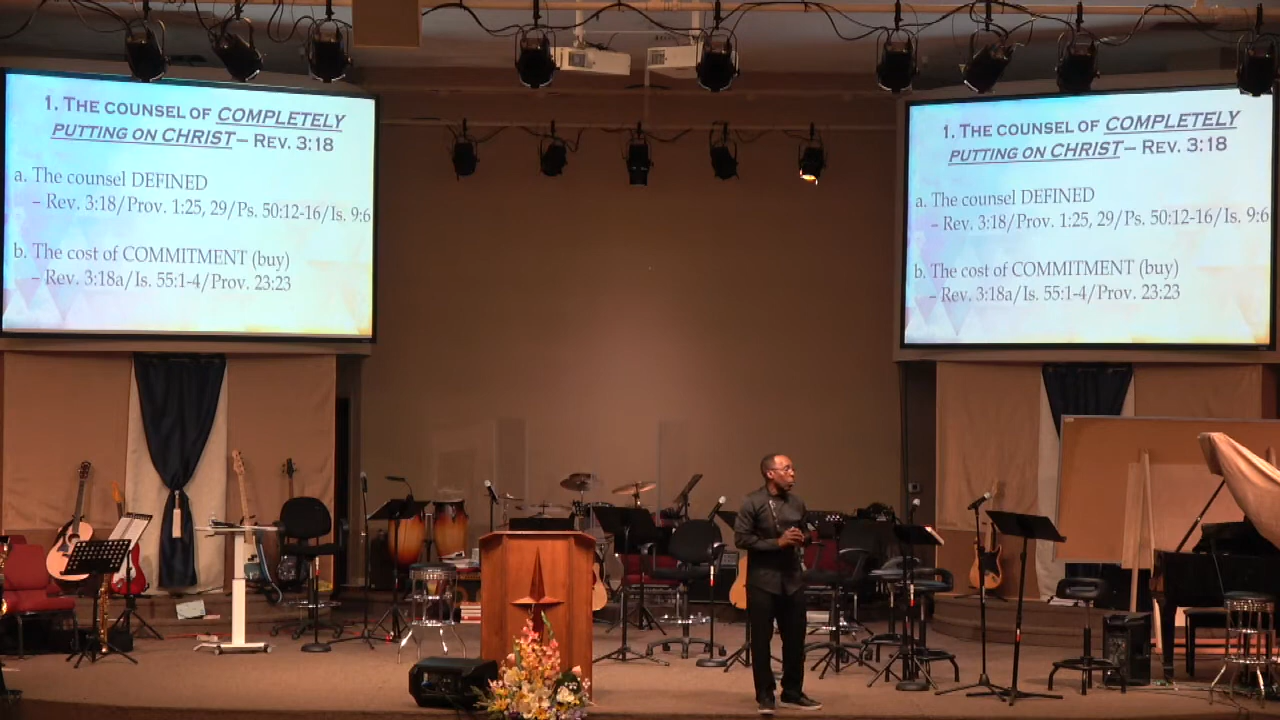 1. THE COUNSEL OF COMPLETELY
PUTTING ON CHRIST – REV. 3:18
a. The counsel DEFINED
– Rev. 3:18/Prov. 1:25, 29/Ps. 50:12-16/Is. 9:6
b. The cost of COMMITMENT (buy)
– Rev. 3:18a/Is. 55:1-4/Prov. 23:23
1. THE COUNSEL OF COMPLETELY
PUTTING ON CHRIST – REV. 3:18
a. The counsel DEFINED
– Rev. 3:18/Prov. 1:25, 29/Ps. 50:12-16/Is. 9:6
b. The cost of COMMITMENT (buy)
– Rev. 3:18a/Is. 55:1-4/Prov. 23:23